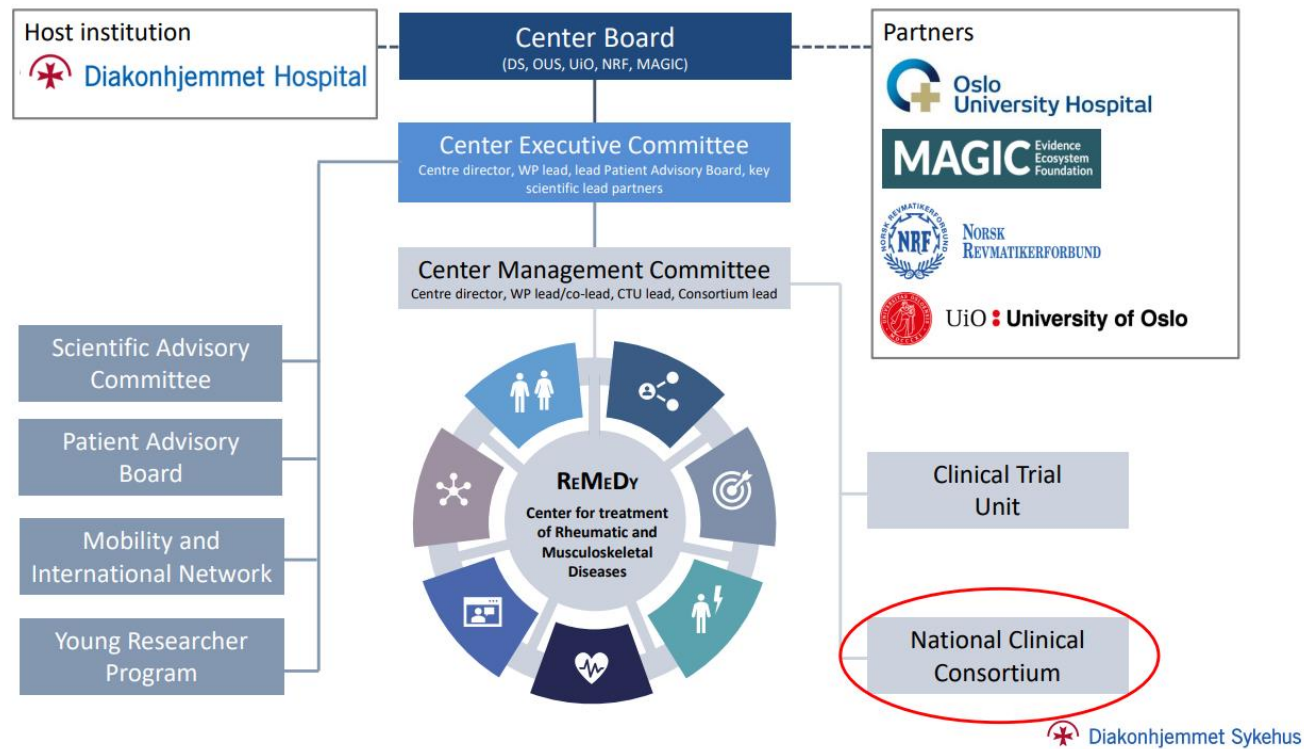 Host institution
Diakonhjemmet Hospital
Center Board
(DS, OUS, UiO, NRF, MAGIC)
Partners
Oslo
University Hospital
MAGIC Evidence
Ecosystem
Foundation
NORSK REVMATIKERFORBUND
NRF
NORSK
REVMATIKERFORBUND
UiO : University of Oslo
Center Executive Committee
Centre director, WP lead, lead Patient Advisory Board, key
scientific lead partners
Center Management Committee
Centre director, WP lead/co-lead, CTU lead, Consortium lead
Scientific Advisory
Committee
Patient Advisory
Board
Mobility and
International Network
Young Researcher
Program
REMEDY
Center for treatment
of Rheumatic and
Musculoskeletal
Diseases
Clinical Trial
Unit
National Clinical
Consortium
Diakonhjemmet Sykehus